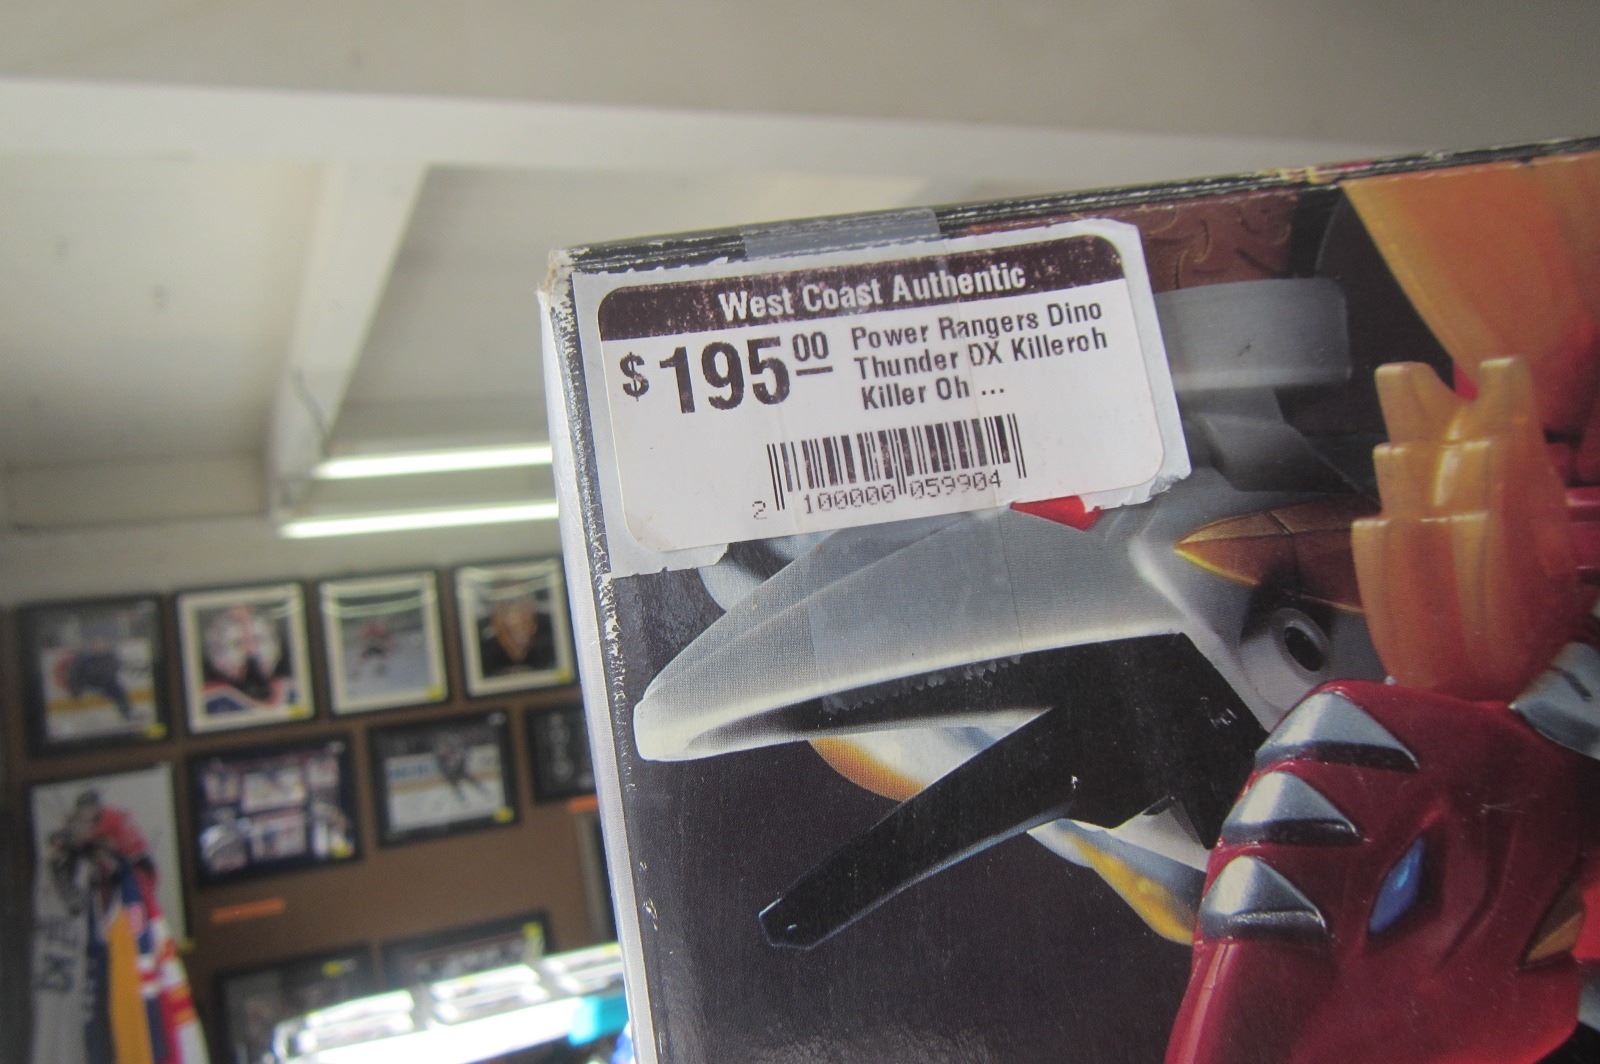 West Coast Authentic
$195.00 Power Rangers Dino
Thunder DX Killeroh
Killer Oh ...
2 100000 059904